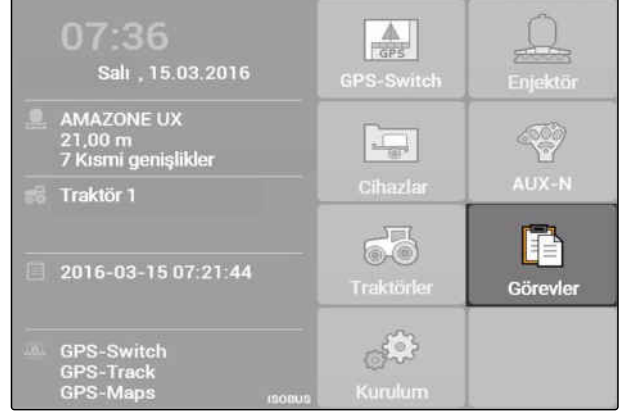 07:36
Salı , 15.03.2016
AMAZONE UX
21,00 m
7 Kısmi genişlikler
Traktör 1
2016-03-15 07:21:44
GPS-Switch
GPS-Track
GPS-Maps
ISOBUS
GPS
GPS-Switch
Enjektör
Cihazlar
AUX-N
Traktörler
Görevler
Kurulum